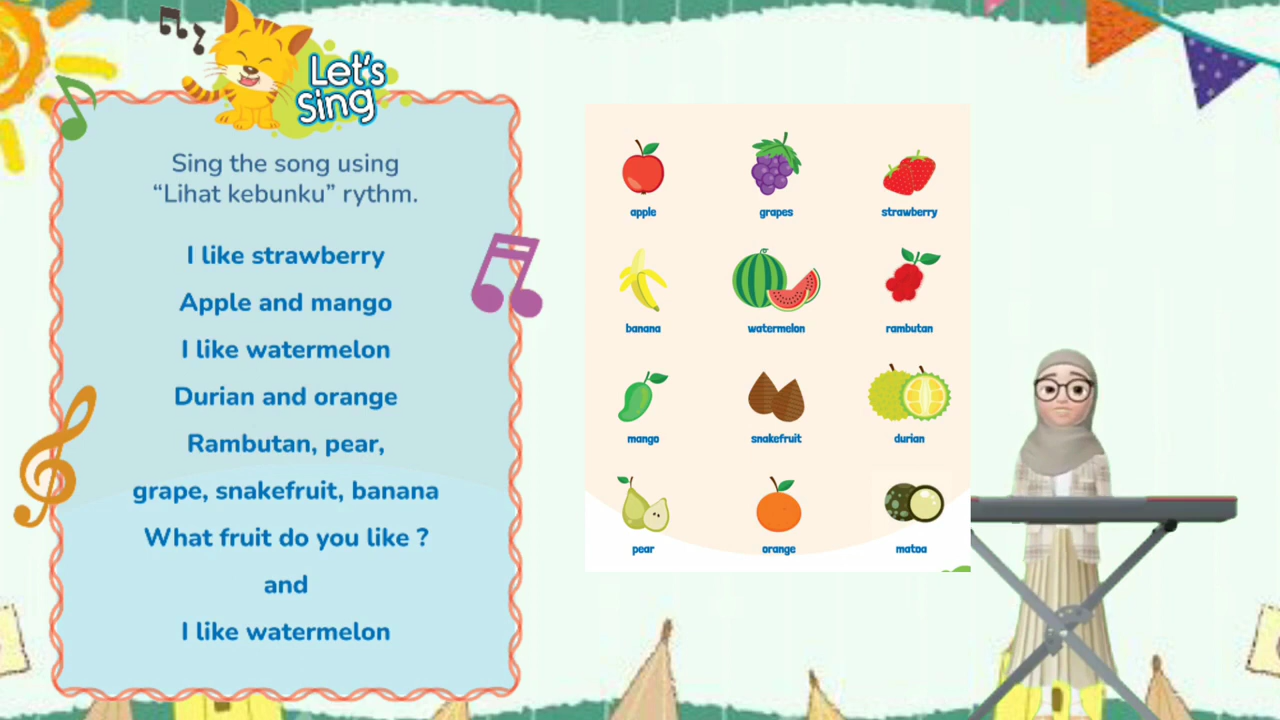 Let's
Sing
Sing the song using
“Lihat kebunku” rythm.
I like strawberry
Apple and mango
I like watermelon
Durian and orange
Rambutan, pear,
grape, snakefruit, banana
What fruit do you like ?
and
I like watermelon
apple
grapes
strawberry
banana
watermelon
rambutan
mango
snakefruit
durian
pear
orange
matoa